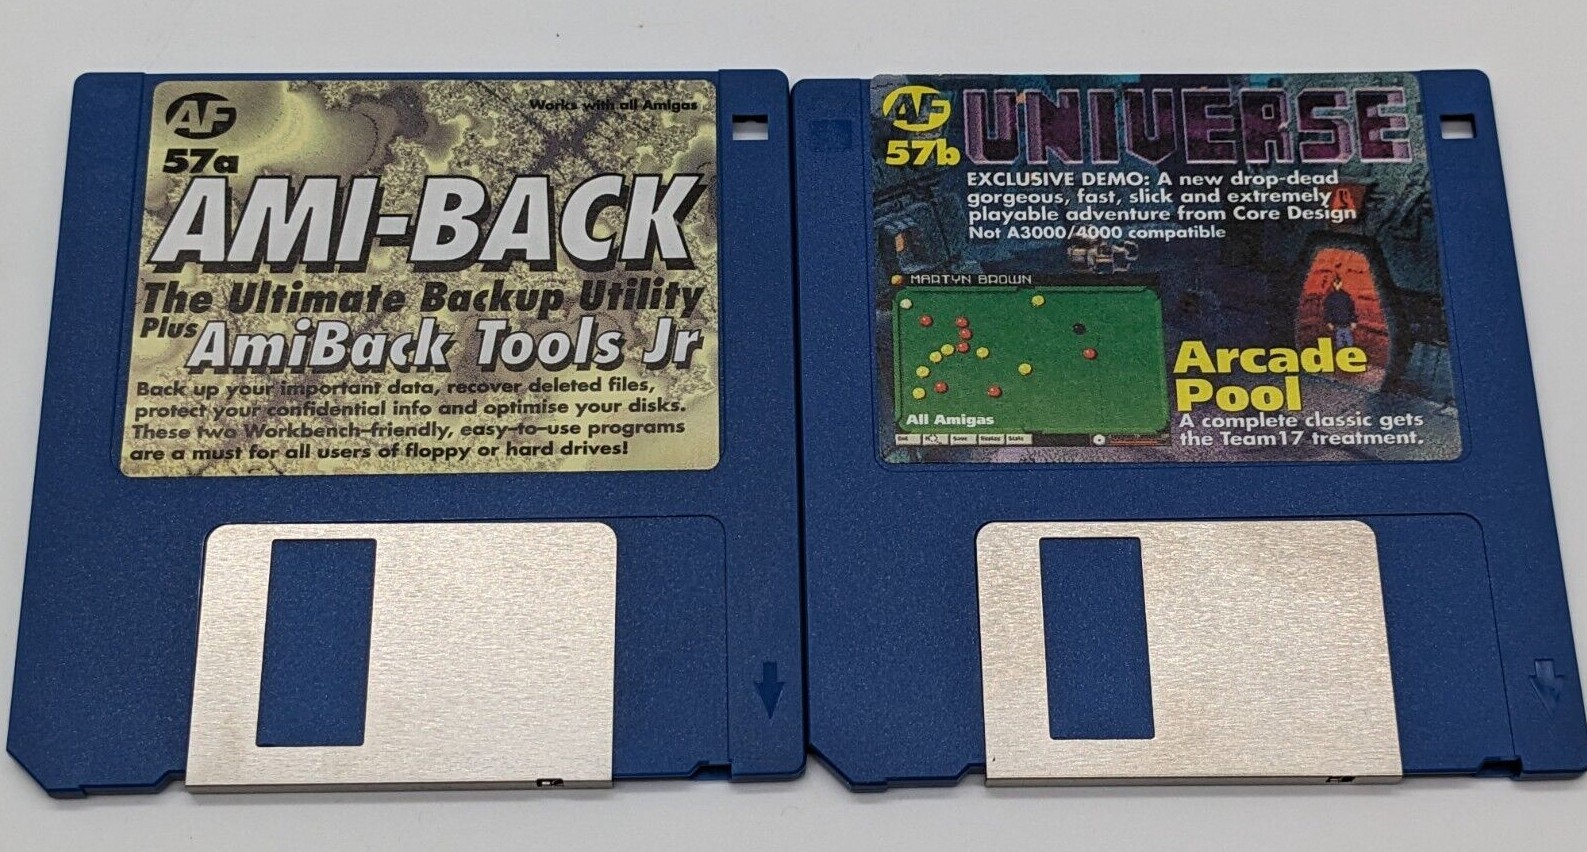 AF
57a
Works with all Amigas
AMI-BACK
The Ultimate Backup Utility
Plus AmiBack Tools Jr
Back up your important data, recover deleted files,
protect your confidential info and optimise your disks.
These two Workbench-friendly, easy-to-use programs
are a must for all users of floppy or hard drives!
AF
57b
UNIVERSE
EXCLUSIVE DEMO: A new drop-dead
gorgeous, fast, slick and extremely
playable adventure from Core Design
Not A3000/4000 compatible
MARTYN BROWN
All Amigas
Save Replay Stats
Arcade
Pool
A complete classic gets
the Team17 treatment.